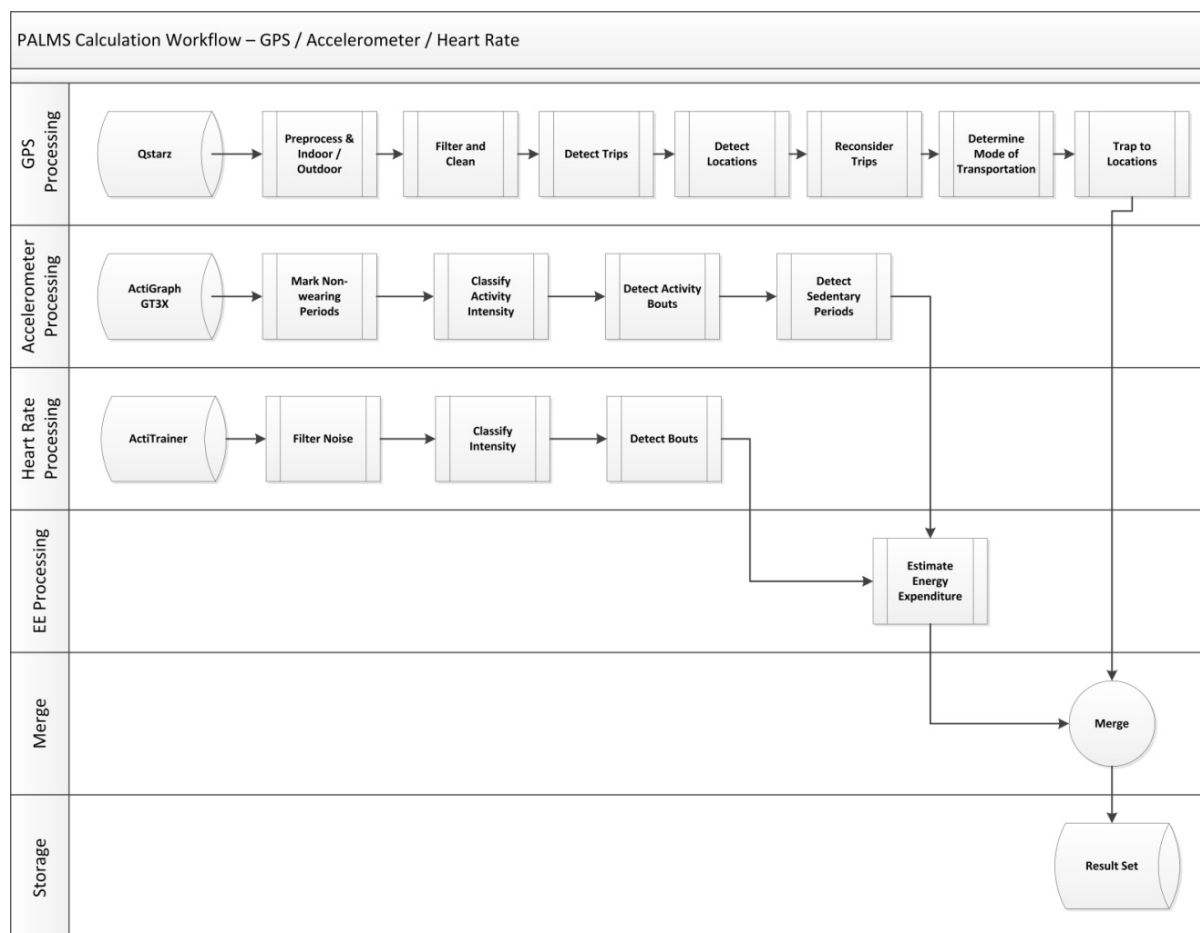 PALMS Calculation Workflow – GPS / Accelerometer / Heart Rate
GPS
Processing
Qstarz
Preprocess &
Indoor /
Outdoor
Filter and
Clean
Detect Trips
Detect
Locations
Reconsider
Trips
Determine
Mode of
Transportation
Trap to
Locations
Accelerometer
Processing
ActiGraph
GT3X
Mark Non-
wearing
Periods
Classify
Activity
Intensity
Detect Activity
Bouts
Detect
Sedentary
Periods
Heart Rate
Processing
ActiTrainer
Filter Noise
Classify
Intensity
Detect Bouts
EE Processing
Estimate
Energy
Expenditure
Merge
Merge
Storage
Result Set